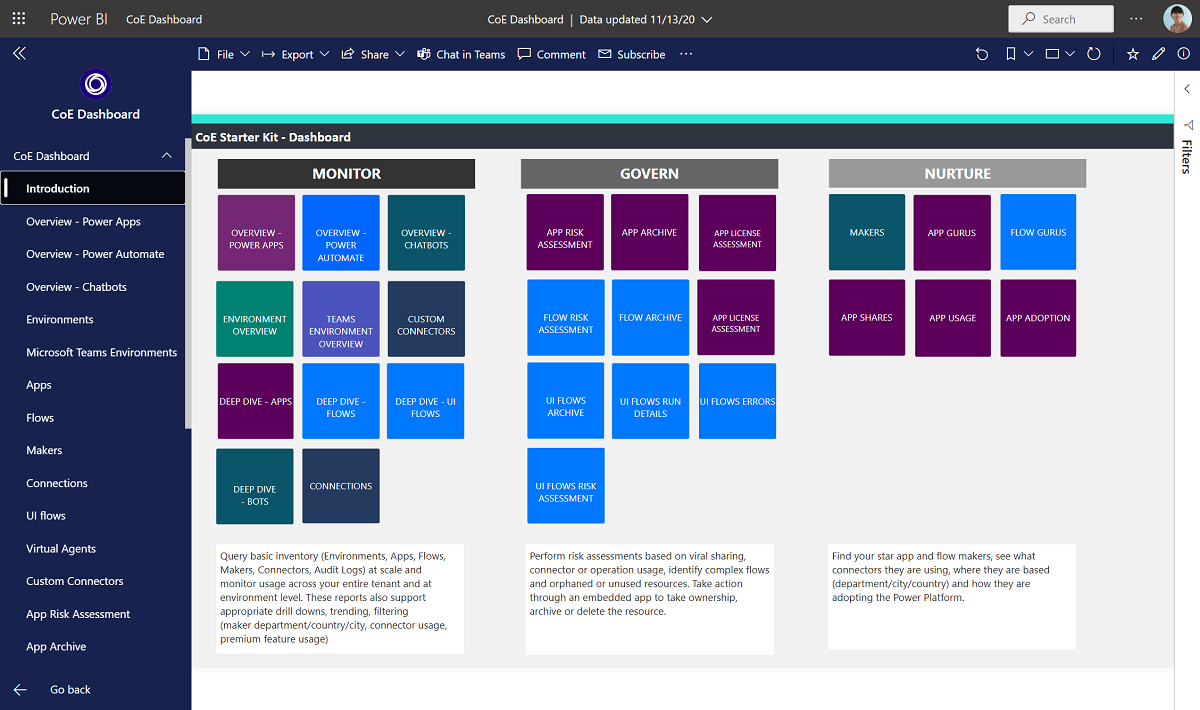 Power BI
CoE Dashboard
CoE Dashboard | Data updated 11/13/20
Search
File
Export
Share
Chat in Teams
Comment
Subscribe
CoE Dashboard
CoE Dashboard
Introduction
Overview - Power Apps
Overview - Power Automate
Overview - Chatbots
Environments
Microsoft Teams Environments
Apps
Flows
Makers
Connections
UI flows
Virtual Agents
Custom Connectors
App Risk Assessment
App Archive
Go back
CoE Starter Kit - Dashboard
MONITOR
OVERVIEW -
POWER APPS
OVERVIEW -
POWER
AUTOMATE
OVERVIEW -
CHATBOTS
ENVIRONMENT
OVERVIEW
TEAMS
ENVIRONMENT
OVERVIEW
CUSTOM
CONNECTORS
DEEP DIVE - APPS
DEEP DIVE -
FLOWS
DEEP DIVE - UI
FLOWS
DEEP DIVE
- BOTS
CONNECTIONS
Query basic inventory (Environments, Apps, Flows,
Makers, Connectors, Audit Logs) at scale and
monitor usage across your entire tenant and at
environment level. These reports also support
appropriate drill downs, trending, filtering
(maker department/country/city, connector usage,
premium feature usage)
GOVERN
APP RISK
ASSESSMENT
APP ARCHIVE
APP LICENSE
ASSESSMENT
FLOW RISK
ASSESSMENT
FLOW ARCHIVE
APP LICENSE
ASSESSMENT
UI FLOWS
ARCHIVE
UI FLOWS RUN
DETAILS
UI FLOWS ERRORS
UI FLOWS RISK
ASSESSMENT
Perform risk assessments based on viral sharing,
connector or operation usage, identify complex flows
and orphaned or unused resources. Take action
through an embedded app to take ownership,
archive or delete the resource.
NURTURE
MAKERS
APP GURUS
FLOW GURUS
APP SHARES
APP USAGE
APP ADOPTION
Find your star app and flow makers, see what
connectors they are using, where they are based
(department/city/country) and how they are
adopting the Power Platform.
Filters